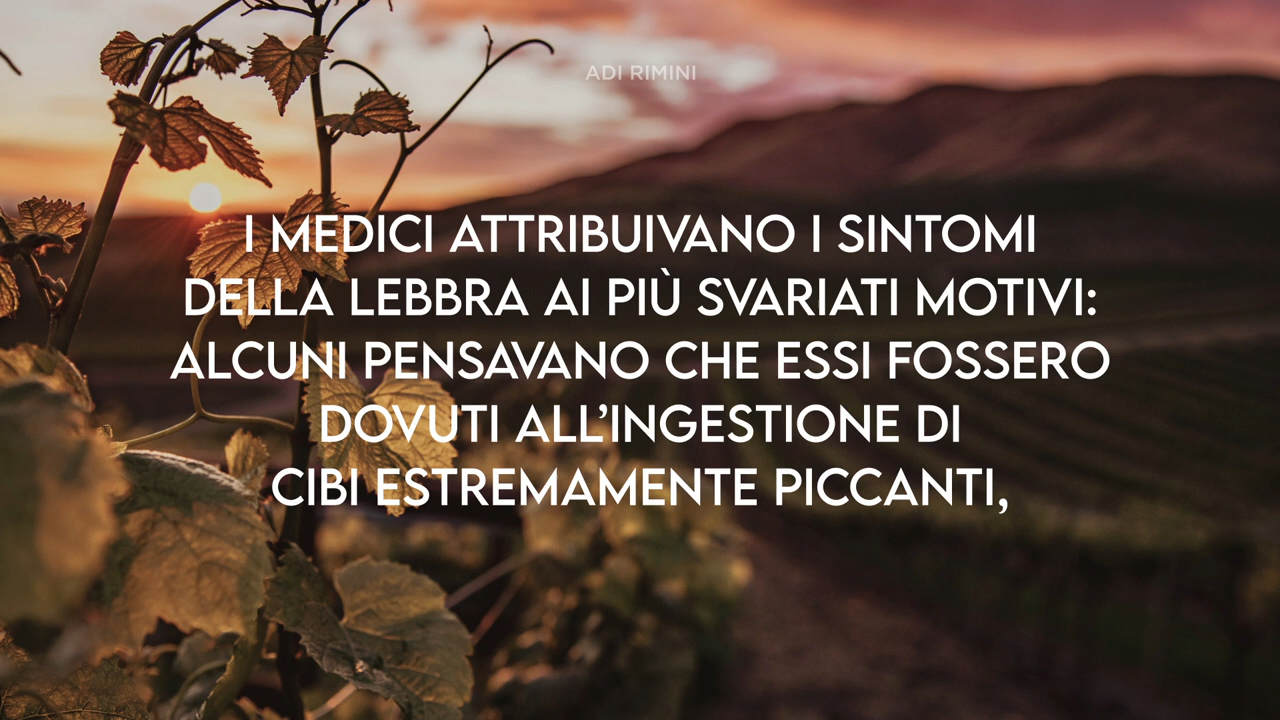 ADI RIMINI
I MEDICI ATTRIBUIVANO I SINTOMI
DELLA LEBBRA AI PIÙ SVARIATI MOTIVI:
ALCUNI PENSAVANO CHE ESSI FOSSERO
DOVUTI ALL’INGESTIONE DI
CIBI ESTREMAMENTE PICCANTI,